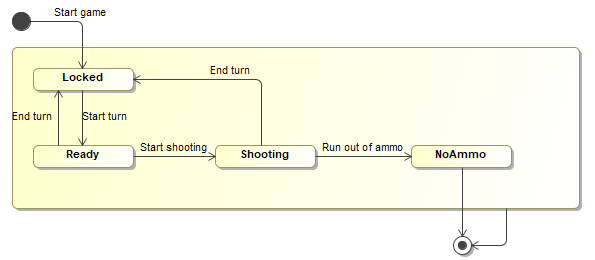 Start game
Locked
End turn
End turn
Start turn
Ready
Start shooting
Shooting
Run out of ammo
NoAmmo